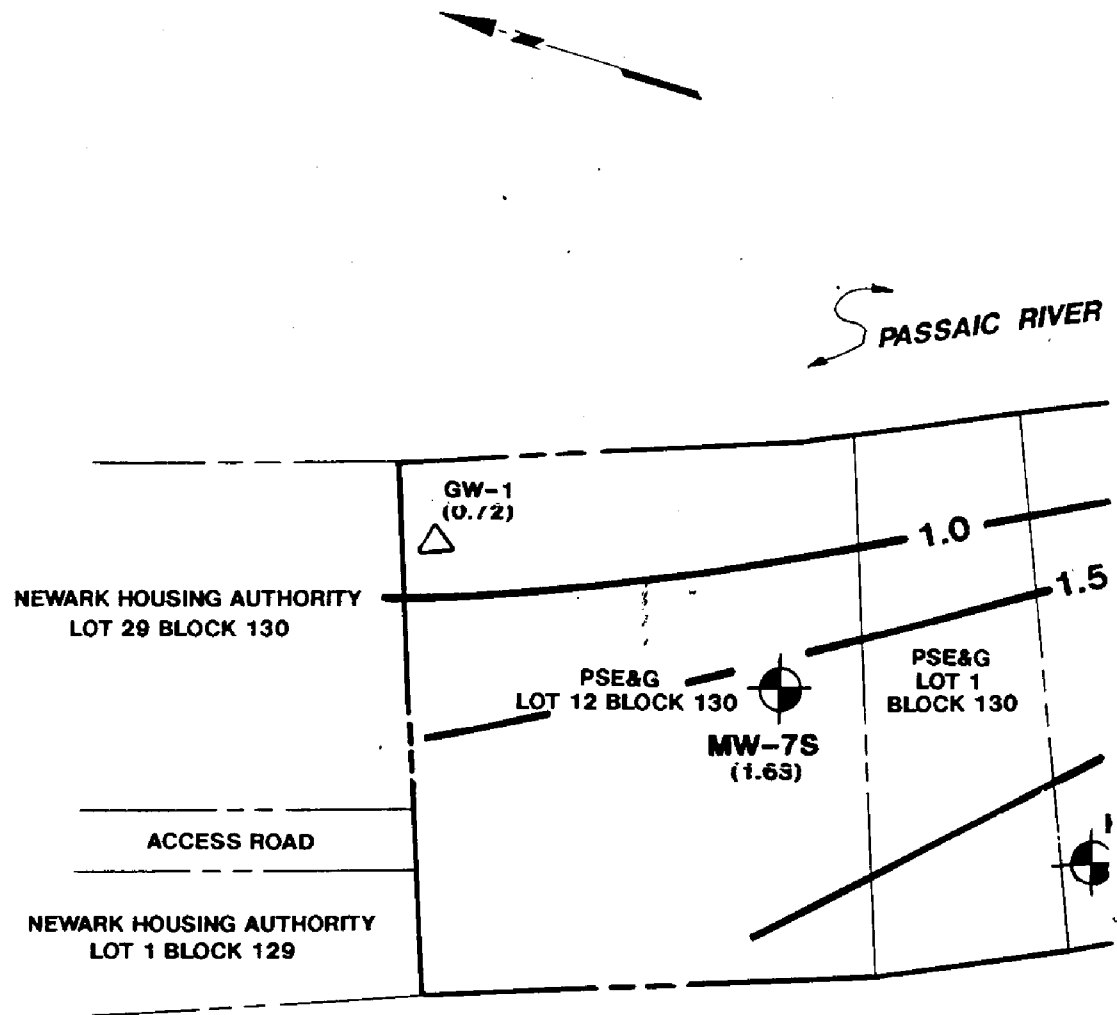 PASSAIC RIVER
GW-1
(0.72)
1.0
1.5
NEWARK HOUSING AUTHORITY
LOT 29 BLOCK 130
PSE&G
LOT 12 BLOCK 130
PSE&G
LOT 1
BLOCK 130
MW-7S
ACCESS ROAD
NEWARK HOUSING AUTHORITY
LOT 1 BLOCK 129